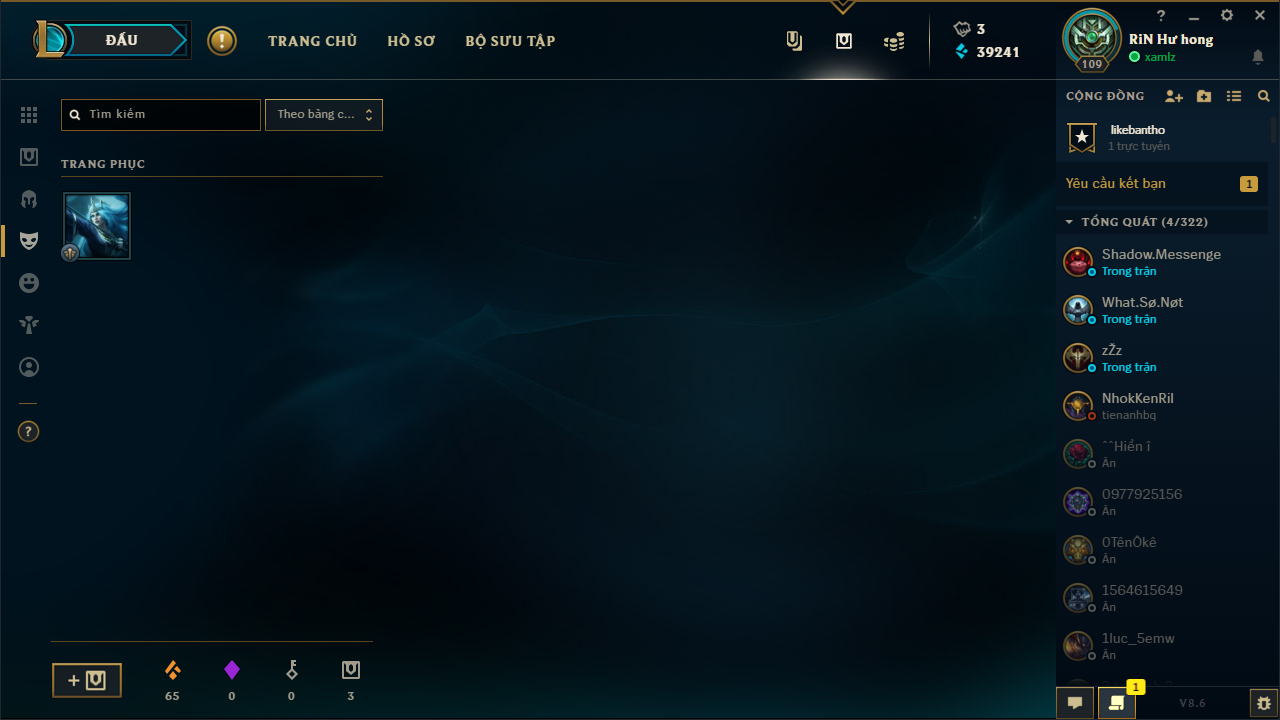 ĐẤU
!
TRANG CHỦ
HỒ SƠ
BỘ SƯU TẬP
3
39241
?
109
RiN Hư hong
xamlz
Tìm kiếm
Theo bảng c...
TRANG PHỤC
?
65
0
0
3
CỘNG ĐỒNG
likebantho
1 trực tuyến
Yêu cầu kết bạn
1
TỔNG QUÁT (4/322)
Shadow.Messenge
Trong trận
What.Sø.Nøt
Trong trận
zŽz
Trong trận
NhokKenRil
tienanhbq
ˆˆHiền î
Ẩn
0977925156
Ẩn
0TênÔkê
Ẩn
1564615649
Ẩn
1luc_5emw
Ẩn
1
V8.6